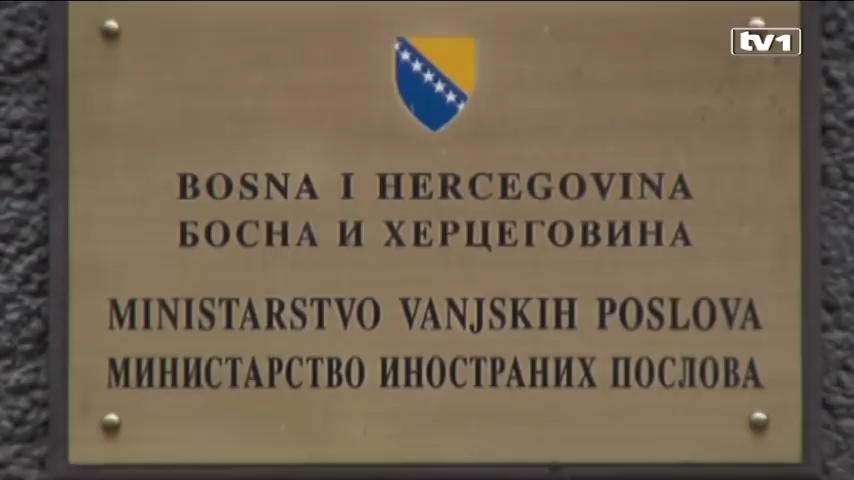 tv1
BOSNA I HERCEGOVINA
БОСНА И ХЕРЦЕГОВИНА
MINISTARSTVO VANJSKIH POSLOVA
МИНИСТАРСТВО ИНОСТРАНИХ ПОСЛОВА